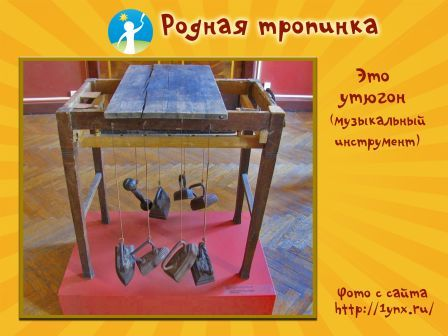 Родная тропинка
Это
утюгон
(музыкальный
инструмент)
Фото с сайта
http://1ynx.ru/